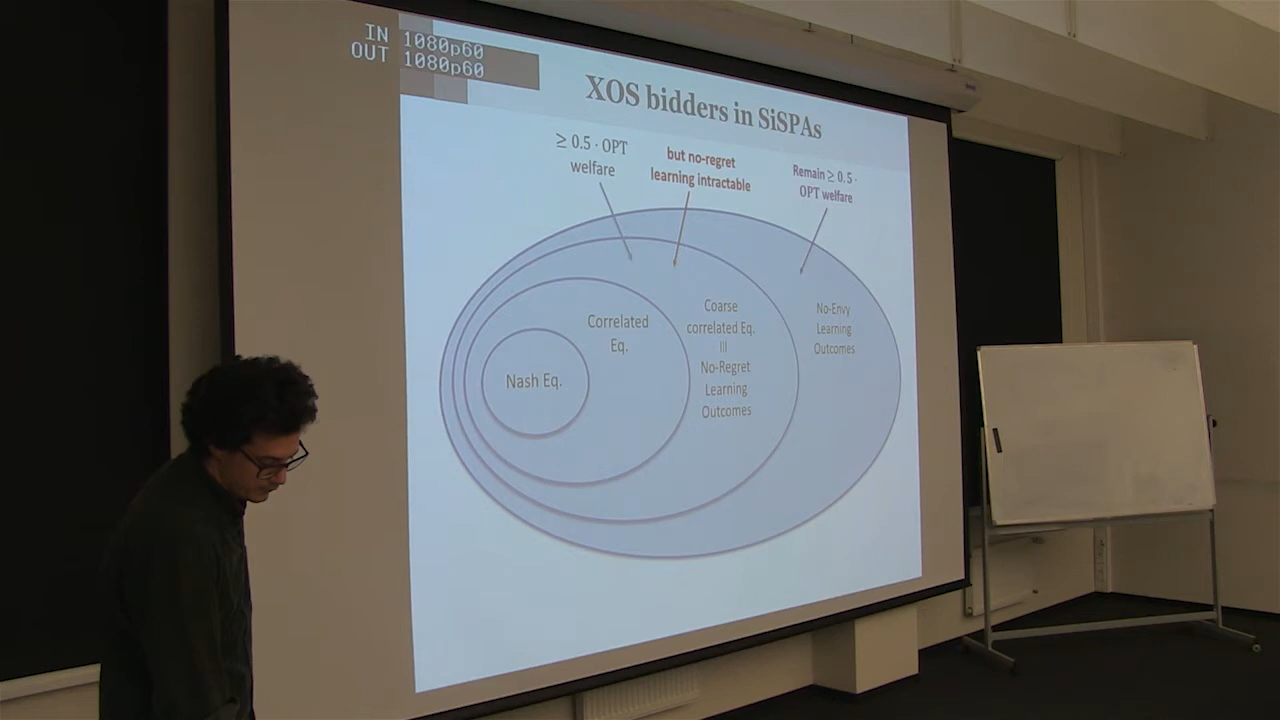 IN 1080p60
OUT 1080p60
XOS bidders in SiSPAs
≥ 0.5 · OPT
welfare
but no-regret
learning intractable
Remain ≥ 0.5 ·
OPT welfare
Nash Eq.
Correlated
Eq.
Coarse
correlated Eq.
III
No-Regret
Learning
Outcomes
No-Envy
Learning
Outcomes